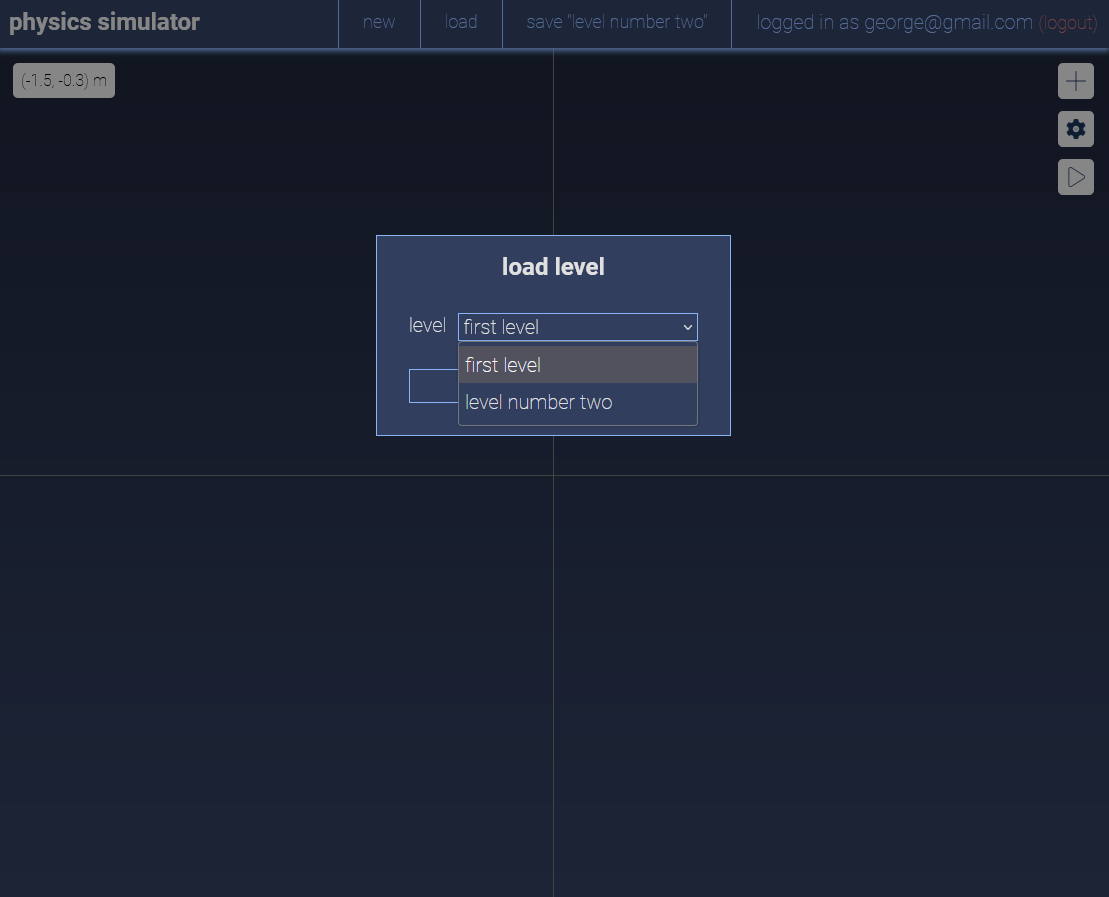 physics simulator
new
load
save "level number two"
logged in as george@gmail.com (logout)
(-1.5, -0.3) m
load level
level
first level
first level
level number two